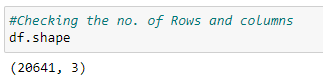 #Checking the no. of Rows and columns
df.shape
(20641, 3)